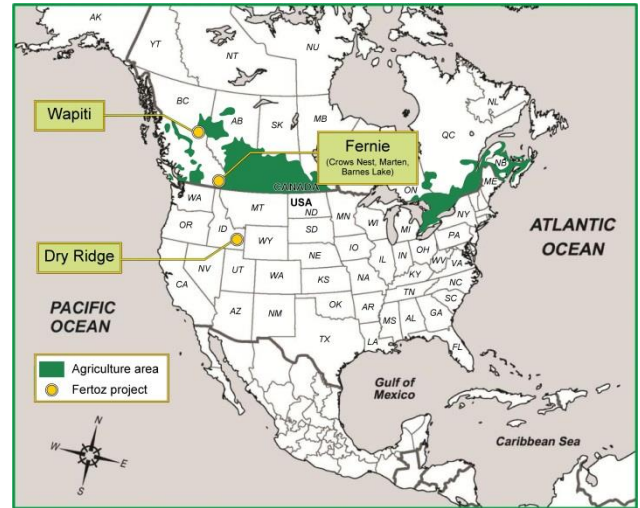 AK
YT
NT
NU
BC
AB
SK
MB
ON
QC
NL
NB
Wapiti
Fernie
(Crows Nest, Marten,
Barnes Lake)
CANADA
USA
Dry Ridge
WA
MT
ND
MN
ME
OR
ID
WY
SD
WI
MI
NY
NV
UT
WA
NE
IA
IL
IN
OH
PA
CA
KS
NA
KY
WV
VA
AZ
NM
OK
AR
TN
NC
SC
TX
LA
MS
AL
GA
FL
PACIFIC
OCEAN
ATLANTIC
OCEAN
Gulf of
Mexico
Caribbean Sea
Agriculture area
Fertoz project
N
W
E
S